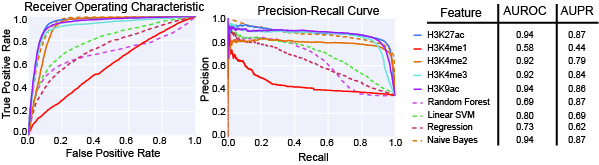 Receiver Operating Characteristic
True Positive Rate
1.0
0.8
0.6
0.4
0.2
0.0
0.0 0.2 0.4 0.6 0.8 1.0
False Positive Rate
Precision-Recall Curve
Precision
1.0
0.8
0.6
0.4
0.2
0.0
0.0 0.2 0.4 0.6 0.8 1.0
Recall
Feature AUROC AUPR
H3K27ac 0.94 0.87
H3K4me1 0.58 0.44
H3K4me2 0.92 0.79
H3K4me3 0.92 0.84
H3K9ac 0.94 0.86
Random Forest 0.69 0.87
Linear SVM 0.80 0.69
Regression 0.73 0.62
Naive Bayes 0.94 0.87